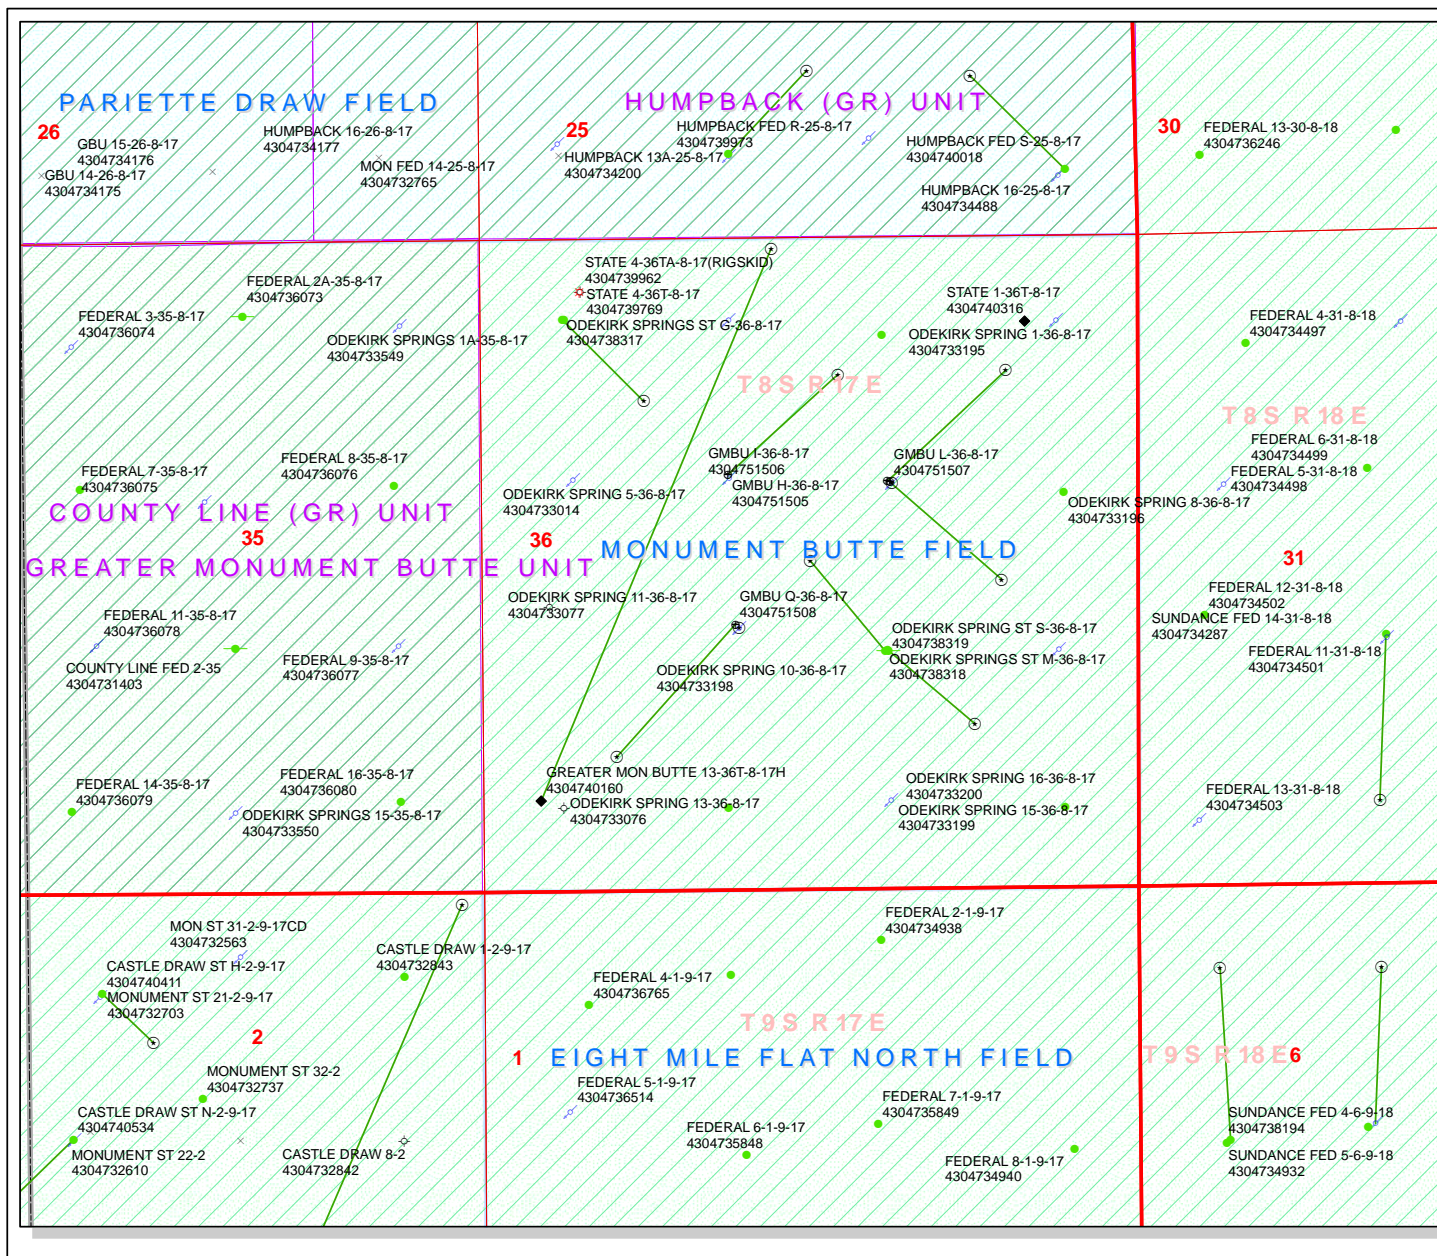 PARIETTE DRAW FIELD
HUMPBACK (GR) UNIT
26
GBU 15-26-8-17
4304734176
GBU 14-26-8-17
4304734175
HUMPBACK 16-26-8-17
4304734177
MON FED 14-25-8-17
4304732765
25
HUMPBACK 13A-25-8-17
4304734200
HUMPBACK FED R-25-8-17
4304739973
HUMPBACK FED S-25-8-17
4304740018
HUMPBACK 16-25-8-17
4304734488
30
FEDERAL 13-30-8-18
4304736246
FEDERAL 2A-35-8-17
4304736073
FEDERAL 3-35-8-17
4304736074
ODEKIRK SPRINGS 1A-35-8-17
4304733549
STATE 4-36TA-8-17(RIGSKID)
4304739962
STATE 4-36T-8-17
4304739769
ODEKIRK SPRINGS ST G-36-8-17
4304738317
STATE 1-36T-8-17
4304740316
ODEKIRK SPRING 1-36-8-17
4304733195
FEDERAL 4-31-8-18
4304734497
T8S R17E
T8S R18E
FEDERAL 7-35-8-17
4304736075
FEDERAL 8-35-8-17
4304736076
ODEKIRK SPRING 5-36-8-17
4304733014
GMBU I-36-8-17
4304751506
GMBU H-36-8-17
4304751505
GMBU L-36-8-17
4304751507
ODEKIRK SPRING 8-36-8-17
4304733196
FEDERAL 6-31-8-18
4304734499
FEDERAL 5-31-8-18
4304734498
COUNTY LINE (GR) UNIT
35
36
MONUMENT BUTTE FIELD
31
GREATER MONUMENT BUTTE UNIT
FEDERAL 11-35-8-17
4304736078
COUNTY LINE FED 2-35
4304731403
FEDERAL 9-35-8-17
4304736077
ODEKIRK SPRING 11-36-8-17
4304733077
GMBU Q-36-8-17
4304751508
ODEKIRK SPRING 10-36-8-17
4304733198
ODEKIRK SPRING ST S-36-8-17
4304738319
ODEKIRK SPRINGS ST M-36-8-17
4304738318
FEDERAL 12-31-8-18
4304734502
SUNDANCE FED 14-31-8-18
4304734287
FEDERAL 11-31-8-18
4304734501
FEDERAL 14-35-8-17
4304736079
FEDERAL 16-35-8-17
4304736080
ODEKIRK SPRINGS 15-35-8-17
4304733550
GREATER MON BUTTE 13-36T-8-17H
4304740160
ODEKIRK SPRING 13-36-8-17
4304733076
ODEKIRK SPRING 16-36-8-17
4304733200
ODEKIRK SPRING 15-36-8-17
4304733199
FEDERAL 13-31-8-18
4304734503
MON ST 31-2-9-17CD
4304732563
CASTLE DRAW ST H-2-9-17
4304740411
MONUMENT ST 21-2-9-17
4304732703
CASTLE DRAW 1-2-9-17
4304732843
FEDERAL 2-1-9-17
4304734938
FEDERAL 4-1-9-17
4304736765
T9S R17E
2
1
EIGHT MILE FLAT NORTH FIELD
T9S R18E
6
MONUMENT ST 32-2
4304732737
CASTLE DRAW ST N-2-9-17
4304740534
MONUMENT ST 22-2
4304732610
CASTLE DRAW 8-2
4304732842
FEDERAL 5-1-9-17
4304736514
FEDERAL 6-1-9-17
4304735848
FEDERAL 7-1-9-17
4304735849
FEDERAL 8-1-9-17
4304734940
SUNDANCE FED 4-6-9-18
4304738194
SUNDANCE FED 5-6-9-18
4304734932